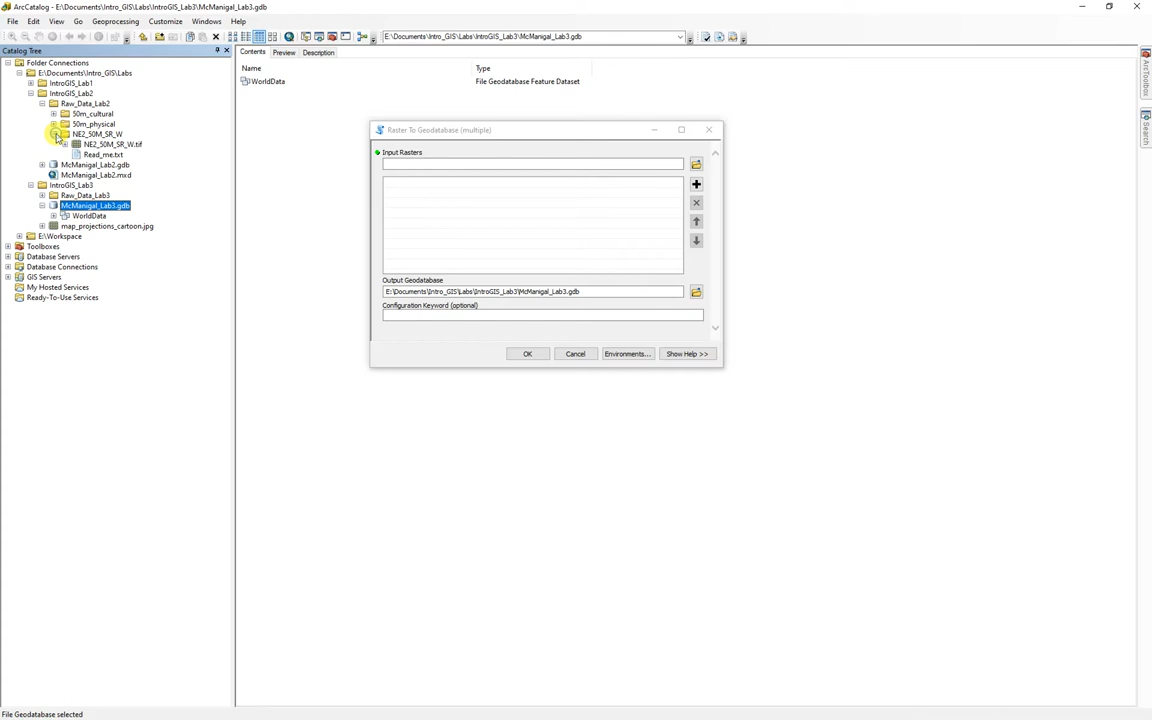 ArcCatalog - E:\Documents\Intro_GIS\Labs\IntroGIS_Lab3\McManigal_Lab3.gdb
File Edit View Go Geoprocessing Customize Windows Help
E:\Documents\Intro_GIS\Labs\IntroGIS_Lab3\McManigal_Lab3.gdb
Catalog Tree
Contents Preview Description
Folder Connections
E:\Documents\Intro_GIS\Labs
IntroGIS_Lab1
IntroGIS_Lab2
Raw_Data_Lab2
50m_cultural
50m_physical
NE2_50M_SR_W
NE2_50M_SR_W.tif
Read_me.txt
McManigal_Lab2.gdb
McManigal_Lab2.mxd
IntroGIS_Lab3
Raw_Data_Lab3
McManigal_Lab3.gdb
WorldData
map_projections_cartoon.jpg
E:\Workspace
Toolboxes
Database Servers
Database Connections
GIS Servers
My Hosted Services
Ready-To-Use Services
Name Type
WorldData File Geodatabase Feature Dataset
Raster To Geodatabase (multiple)
Input Rasters
Output Geodatabase
E:\Documents\Intro_GIS\Labs\IntroGIS_Lab3\McManigal_Lab3.gdb
Configuration Keyword (optional)
OK Cancel Environments... Show Help >>
ArcToolbox
Search
File Geodatabase selected